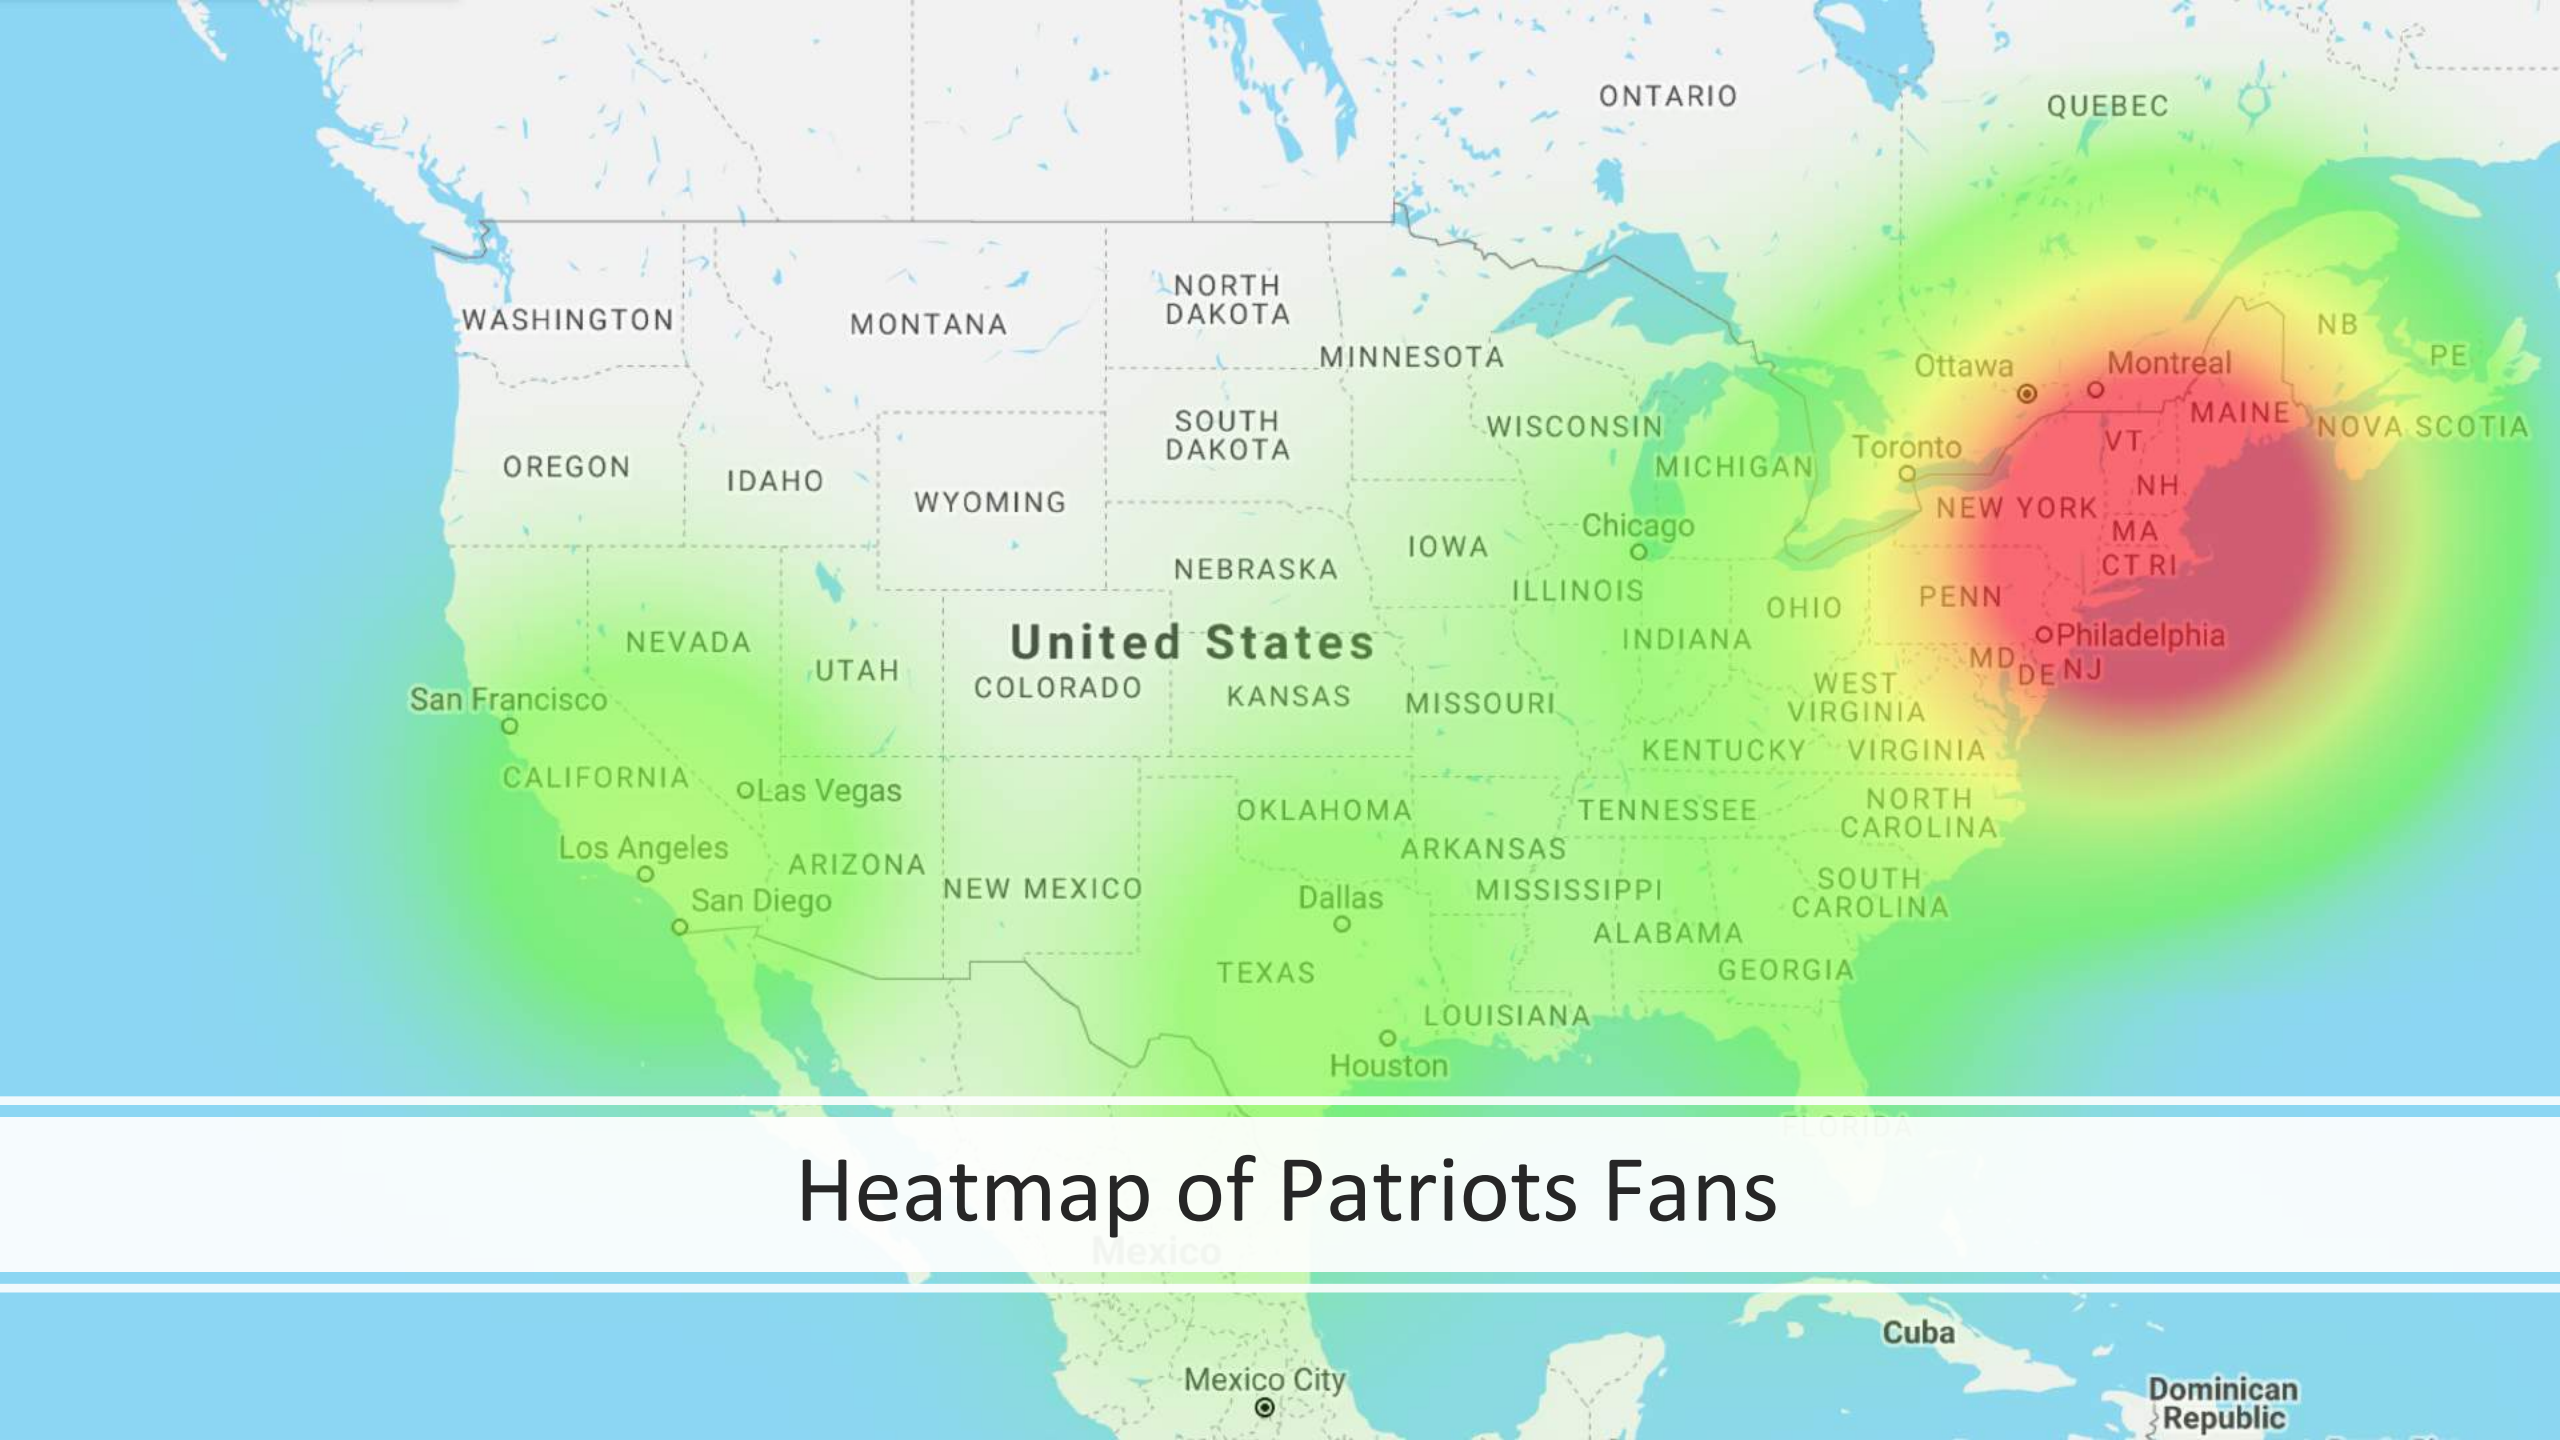 ONTARIO
QUEBEC
WASHINGTON
MONTANA
NORTH
DAKOTA
MINNESOTA
NB
PE
Ottawa
Montreal
MAINE
NOVA SCOTIA
SOUTH
DAKOTA
WISCONSIN
VT
Toronto
OREGON
IDAHO
MICHIGAN
NH
WYOMING
NEW YORK
Chicago
MA
IOWA
CT RI
NEBRASKA
ILLINOIS
PENN
OHIO
United States
NEVADA
INDIANA
Philadelphia
UTAH
MD
DE NJ
COLORADO
KANSAS
MISSOURI
WEST
VIRGINIA
San Francisco
KENTUCKY
VIRGINIA
CALIFORNIA
Las Vegas
OKLAHOMA
TENNESSEE
NORTH
CAROLINA
Los Angeles
ARIZONA
ARKANSAS
NEW MEXICO
San Diego
Dallas
MISSISSIPPI
SOUTH
CAROLINA
ALABAMA
TEXAS
GEORGIA
LOUISIANA
Houston
FLORIDA
Heatmap of Patriots Fans
Mexico
Cuba
Mexico City
Dominican
Republic